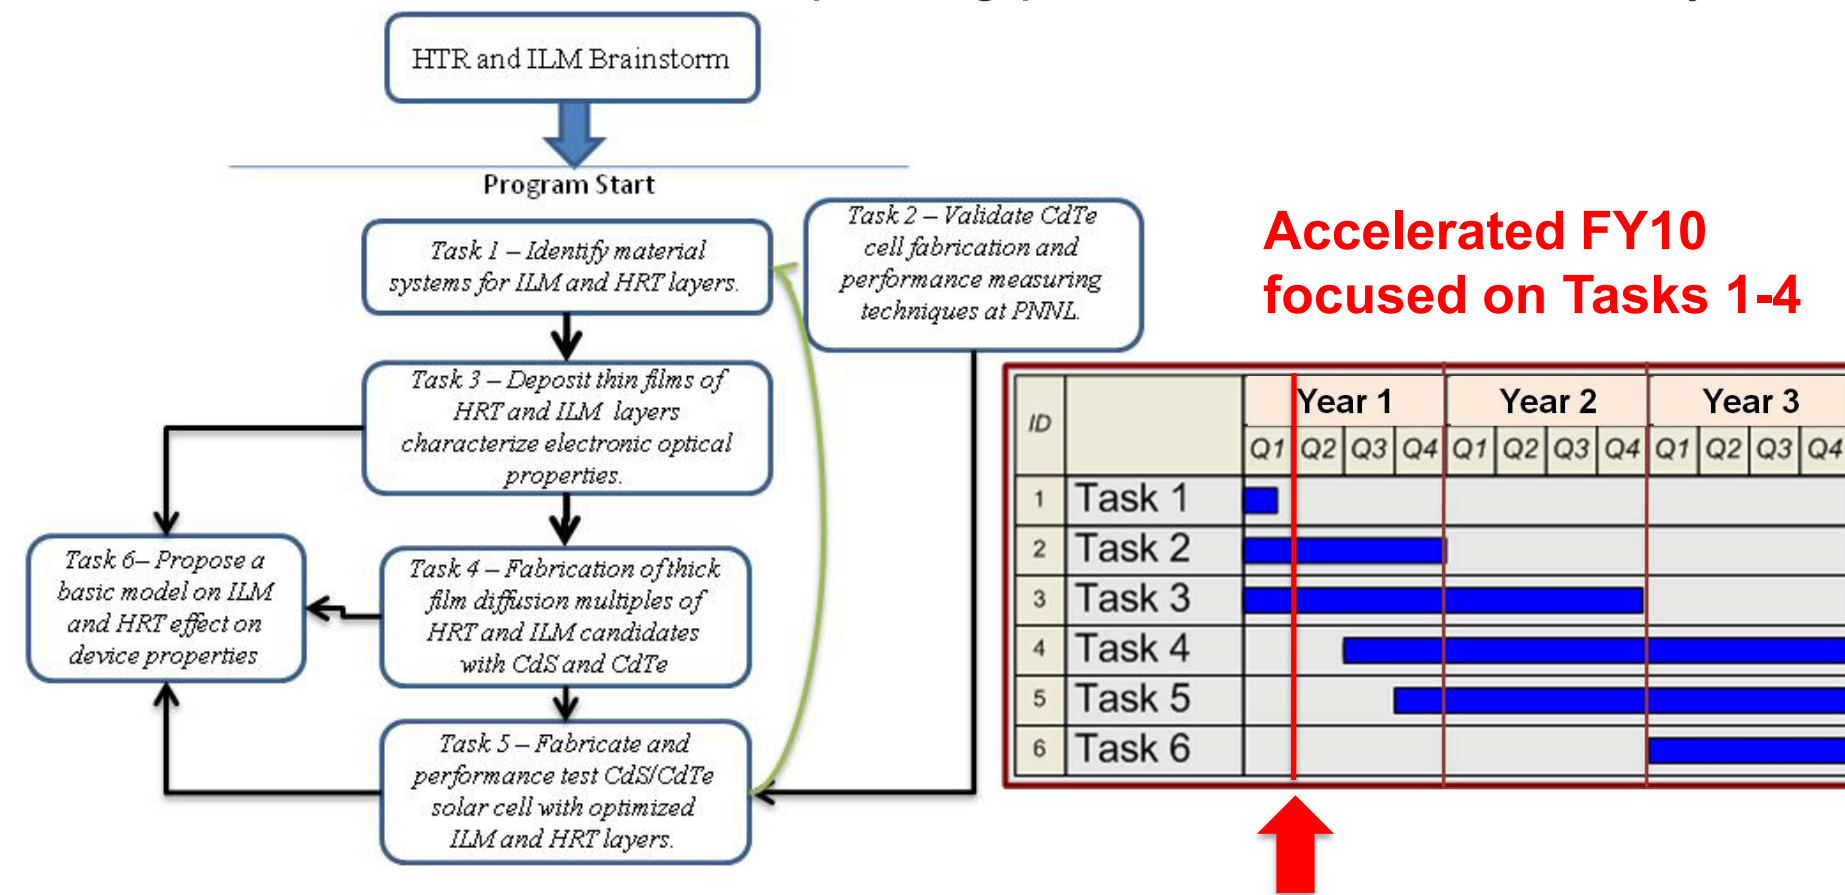 HTR and ILM Brainstorm
Program Start
Task 1 – Identify material
systems for ILM and HRT layers.
Task 2 – Validate CdTe
cell fabrication and
performance measuring
techniques at PNNL.
Task 3 – Deposit thin films of
HRT and ILM layers
characterize electronic optical
properties.
Task 4 – Fabrication of thick
film diffusion multiples of
HRT and ILM candidates
with CdS and CdTe
Task 5 – Fabricate and
performance test CdS/CdTe
solar cell with optimized
ILM and HRT layers.
Task 6– Propose a
basic model on ILM
and HRT effect on
device properties
Accelerated FY10
focused on Tasks 1-4
ID Year 1 Year 2 Year 3
Q1 Q2 Q3 Q4 Q1 Q2 Q3 Q4 Q1 Q2 Q3 Q4
1 Task 1
2 Task 2
3 Task 3
4 Task 4
5 Task 5
6 Task 6